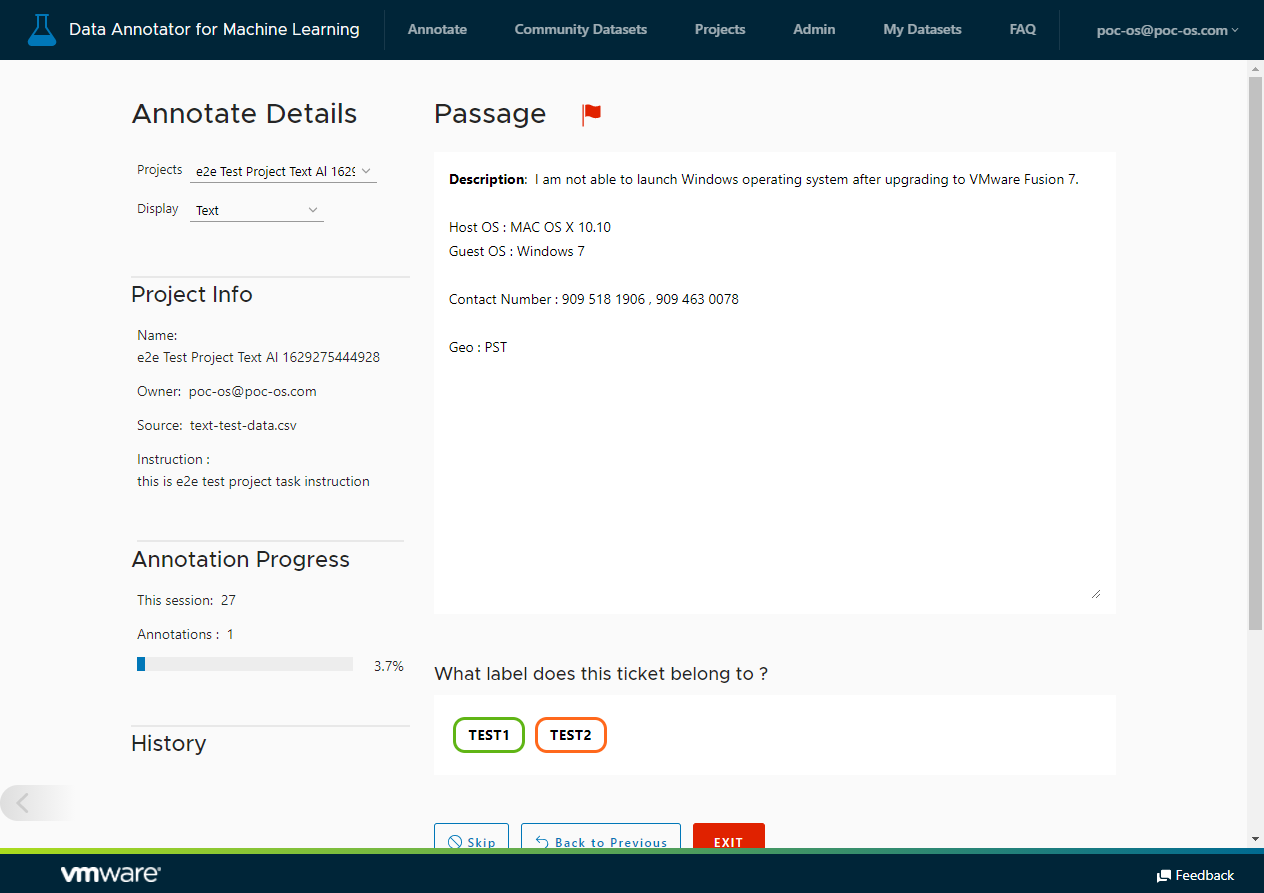 Data Annotator for Machine Learning
Annotate
Community Datasets
Projects
Admin
My Datasets
FAQ
poc-os@poc-os.com
Annotate Details
Projects
e2e Test Project Text Al 1629
Display
Text
Project Info
Name:
e2e Test Project Text Al 1629275444928
Owner: poc-os@poc-os.com
Source: text-test-data.csv
Instruction :
this is e2e test project task instruction
Annotation Progress
This session: 27
Annotations : 1
3.7%
History
Passage
Description: I am not able to launch Windows operating system after upgrading to VMware Fusion 7.
Host OS : MAC OS X 10.10
Guest OS : Windows 7
Contact Number : 909 518 1906 , 909 463 0078
Geo : PST
What label does this ticket belong to ?
TEST1
TEST2
Skip
Back to Previous
EXIT
vmware
Feedback